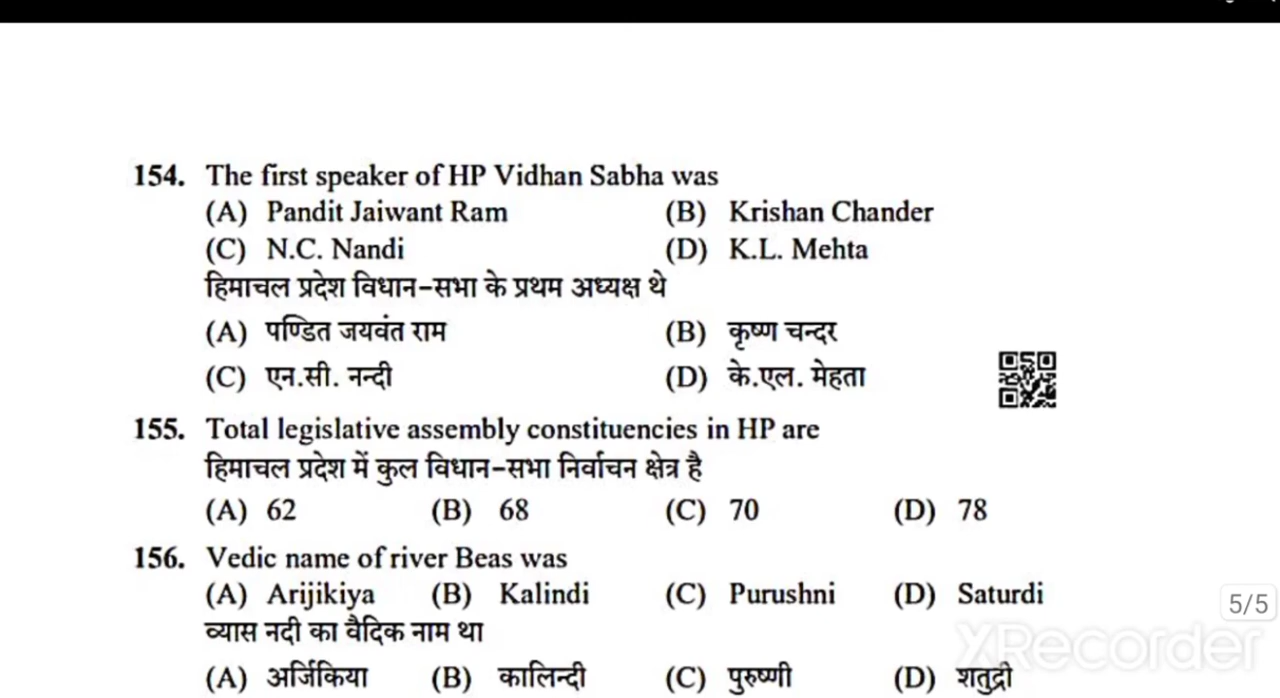 154. The first speaker of HP Vidhan Sabha was
(A) Pandit Jaiwant Ram (B) Krishan Chander
(C) N.C. Nandi (D) K.L. Mehta
हिमाचल प्रदेश विधान-सभा के प्रथम अध्यक्ष थे
(A) पण्डित जयवंत राम (B) कृष्ण चन्दर
(C) एन.सी. नन्दी (D) के.एल. मेहता
155. Total legislative assembly constituencies in HP are
हिमाचल प्रदेश में कुल विधान-सभा निर्वाचन क्षेत्र है
(A) 62 (B) 68 (C) 70 (D) 78
156. Vedic name of river Beas was
(A) Arijikiya (B) Kalindi (C) Purushni (D) Saturdi
5/5
व्यास नदी का वैदिक नाम था
XRecorder
(A) अर्जिकिया (B) कालिन्दी (C) पुरुष्णी (D) शतुद्री